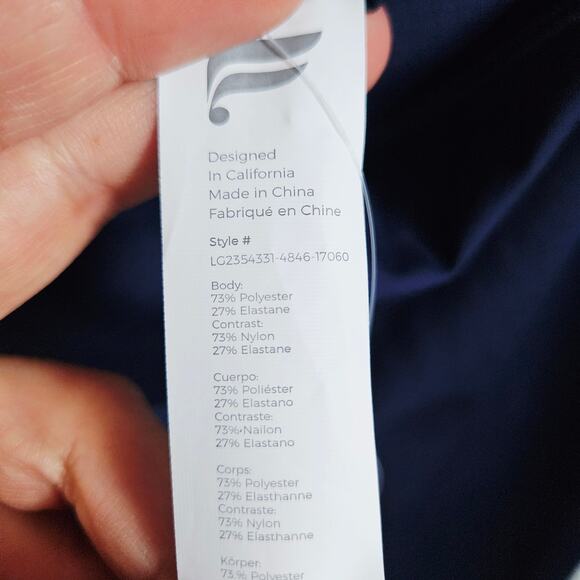 Designed
In California
Made in China
Fabriqué en Chine
Style #
LG2354331-4846-17060
Body:
73% Polyester
27% Elastane
Contrast:
73% Nylon
27% Elastane
Cuerpo:
73% Poliéster
27% Elastano
Contraste:
73% Nailon
27% Elastano
Corps:
73% Polyester
27% Elasthanne
Contraste:
73% Nylon
27% Elasthanne
Körper:
73 % Polyester